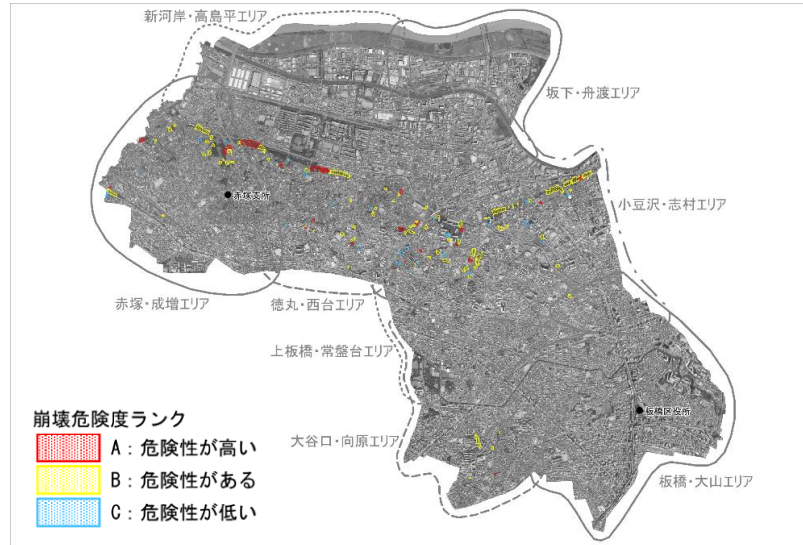 新河岸・高島平エリア
坂下・舟渡エリア
赤塚支所
小豆沢・志村エリア
赤塚・成増エリア
徳丸・西台エリア
上板橋・常盤台エリア
板橋区役所
大谷口・向原エリア
板橋・大山エリア
崩壊危険度ランク
A：危険性が高い
B：危険性がある
C：危険性が低い